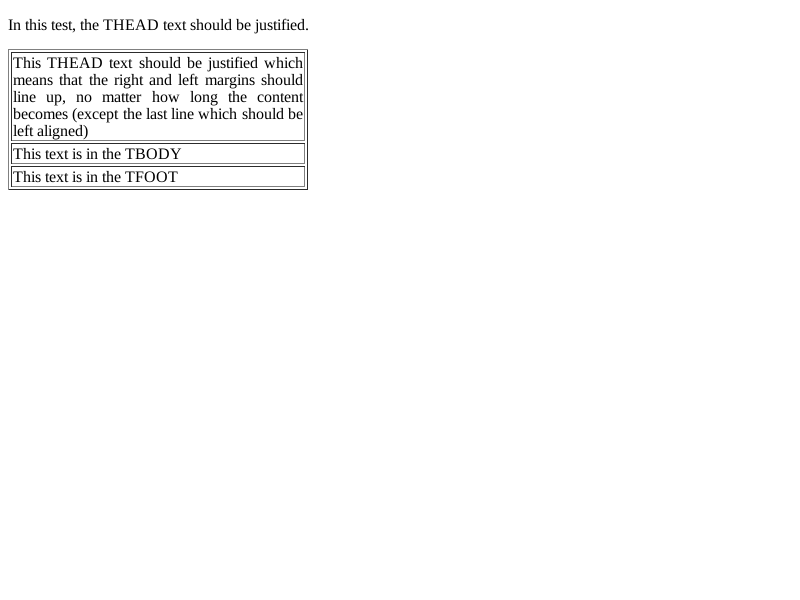 In this test, the THEAD text should be justified.
This THEAD text should be justified which
means that the right and left margins should
line up, no matter how long the content
becomes (except the last line which should be
left aligned)
This text is in the TBODY
This text is in the TFOOT